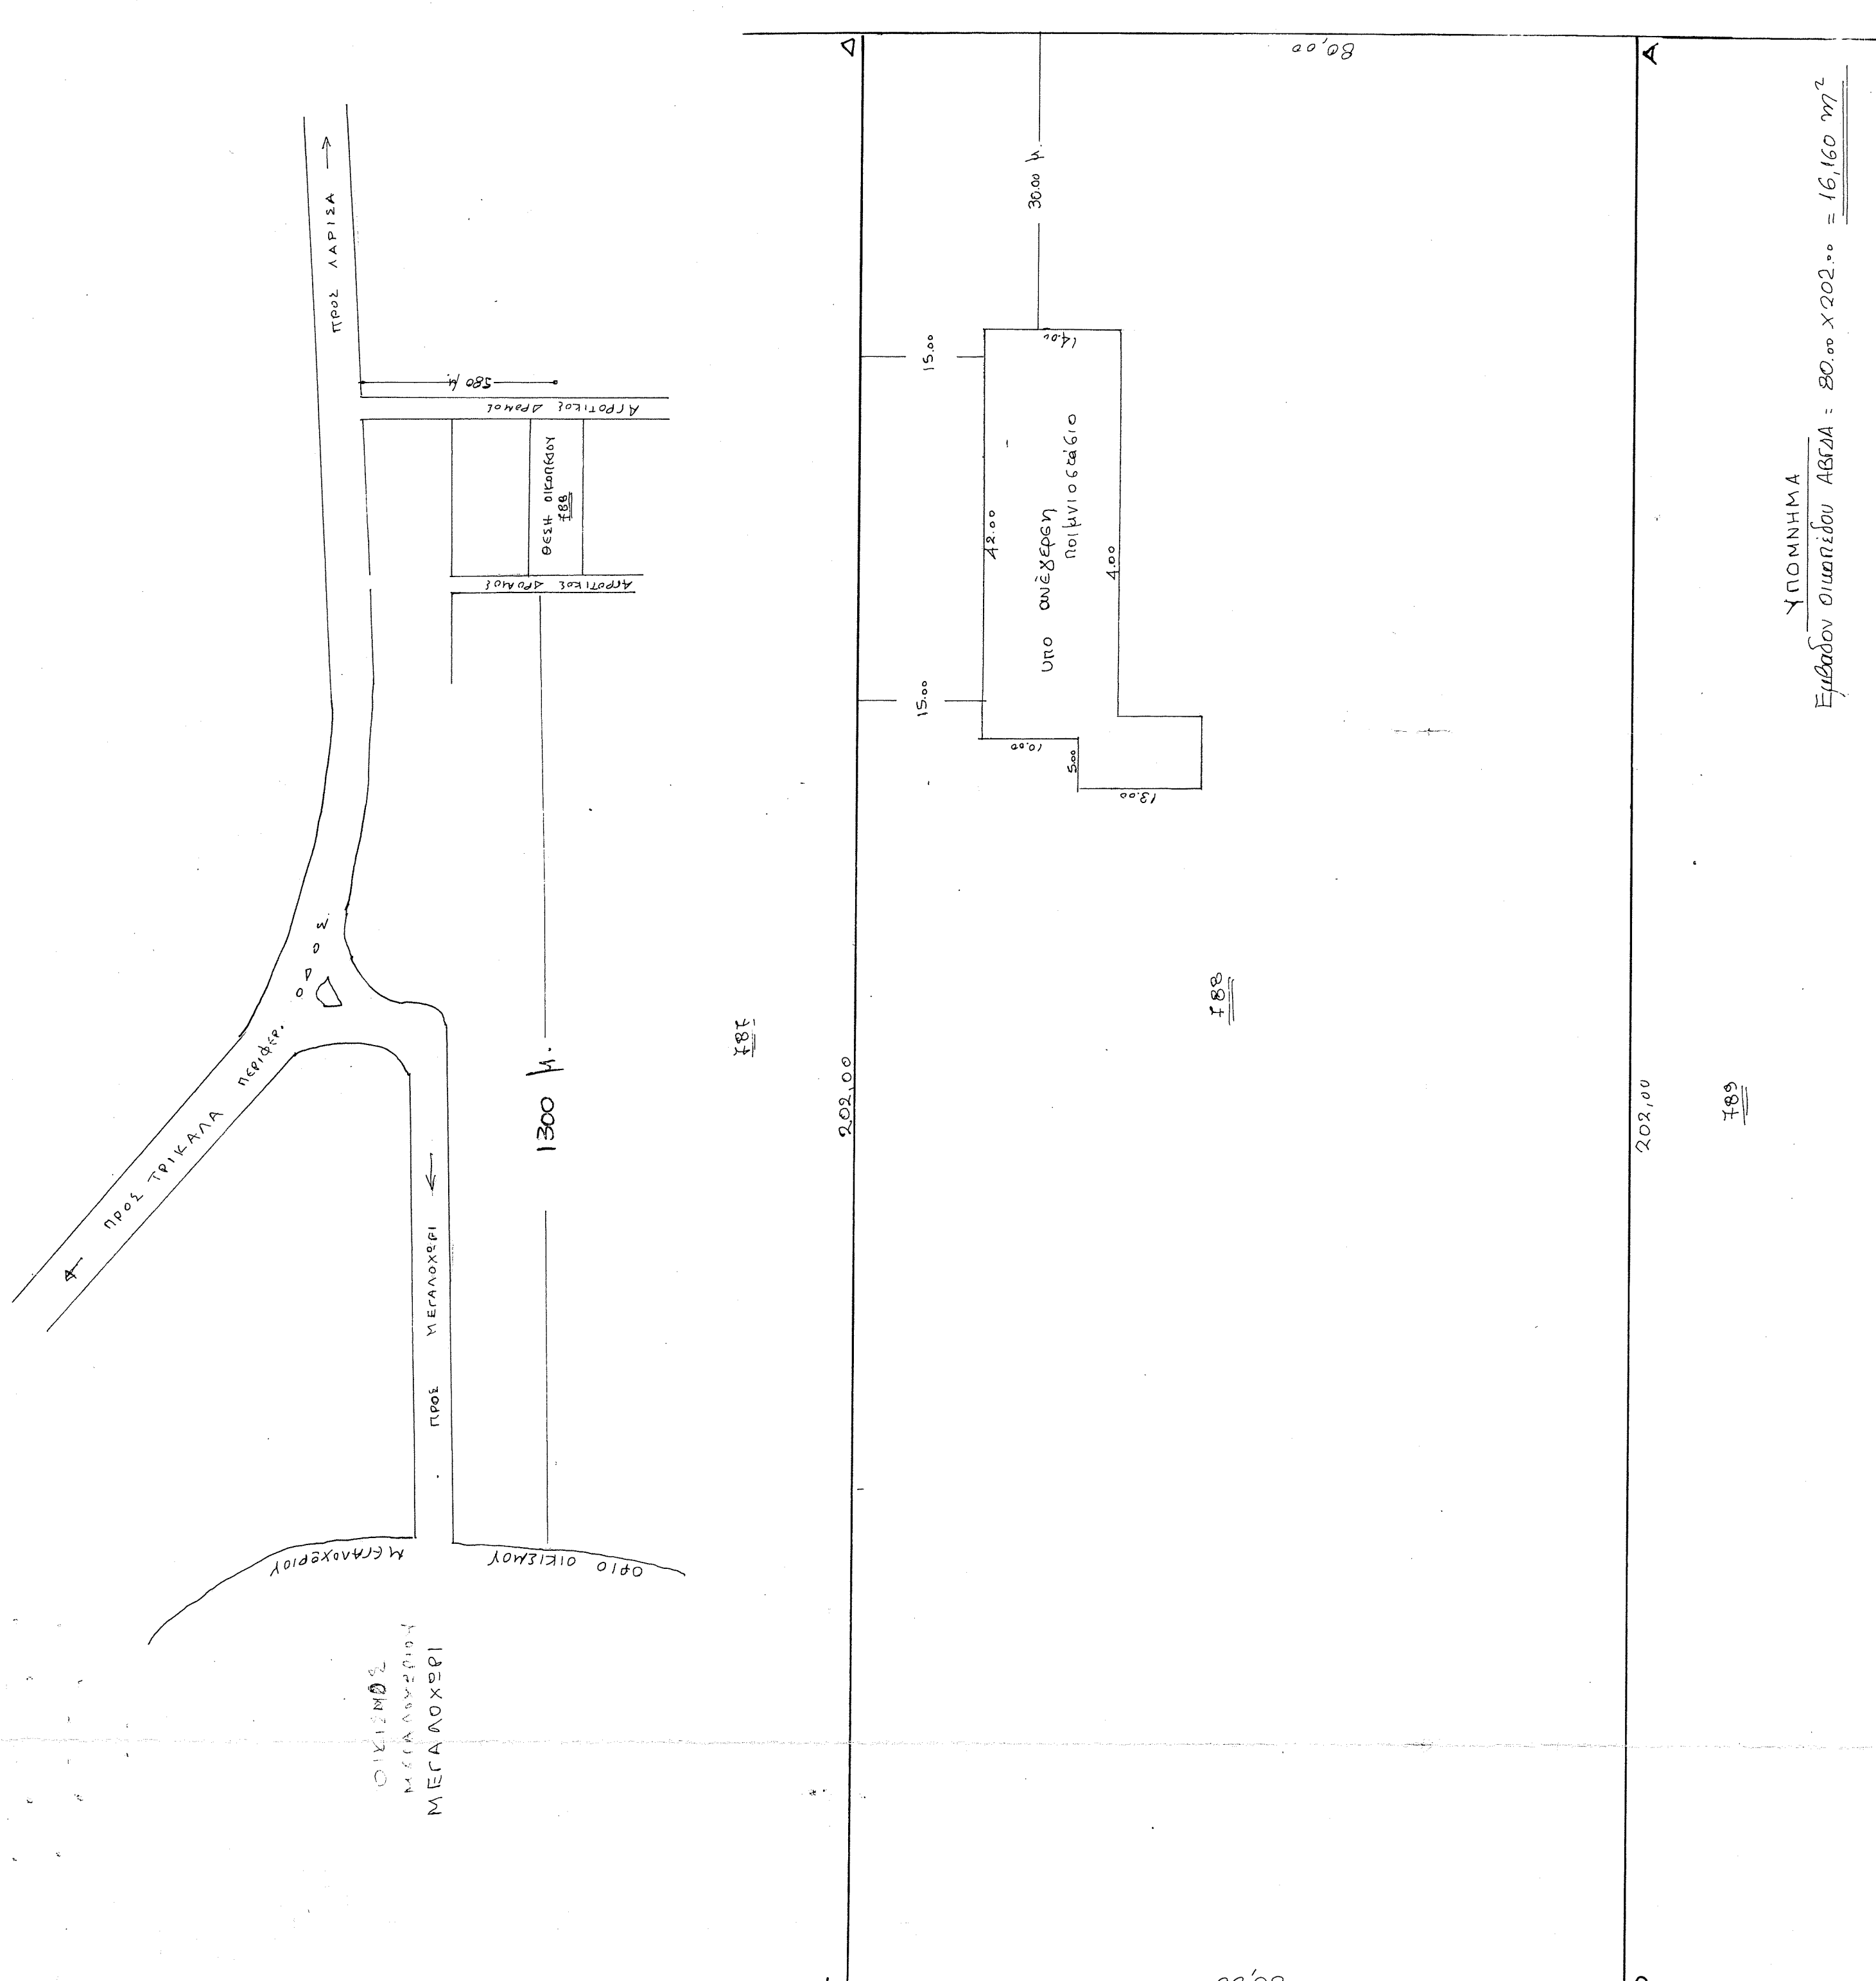 ΠΡΟΣ ΛΑΡΙΣΑ →
580 μ.
ΑΓΡΟΤΙΚΟΣ ΔΡΟΜΟΣ
ΘΕΣΗ ΟΙΚΟΠΕΔΟΥ
788
ΑΓΡΟΤΙΚΟΣ ΔΡΟΜΟΣ
ΟΔΟΣ
ΠΡΟΣ ΤΡΙΚΑΛΑ ΠΕΡΙΦΕΡ.
ΠΡΟΣ ΜΕΓΑΛΟΧΩΡΙ ←
1300 μ.
ΟΡΙΟ ΟΙΚΙΣΜΟΥ ΜΕΓΑΛΟΧΩΡΙΟΥ
ΟΙΚΙΣΜΟΣ
ΜΕΓΑΛΟΧΩΡΙΟΥ
ΜΕΓΑΛΟΧΩΡΙ
Δ
80,00
Α
30.00 μ.
15.00
14.00
42.00
υπο ανέγερση
ποιμνιοστάσιο
4.00
15.00
10.00
5.00
13.00
787
202,00
788
202,00
789
ΥΠΟΜΝΗΜΑ
Εμβαδον οικοπέδου ΑΒΓΔΑ = 80.00 x 202.00 = 16,160 m²